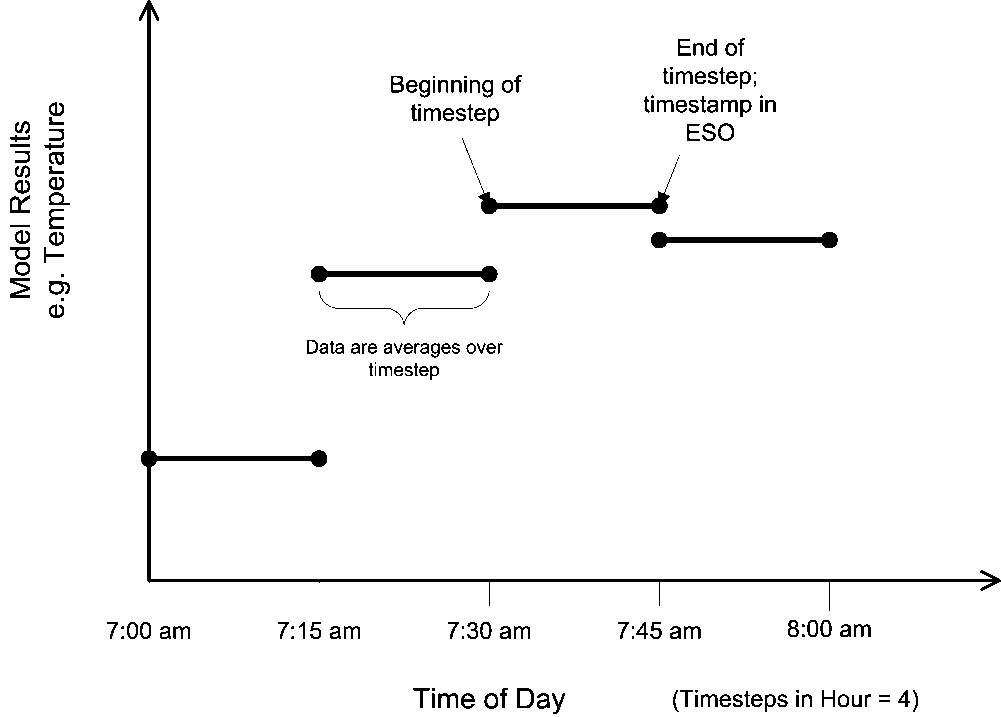 End of
timestep;
timestamp in
ESO
Beginning of
timestep
Model Results
e.g. Temperature
Data are averages over
timestep
7:00 am
7:15 am
7:30 am
7:45 am
8:00 am
Time of Day
(Timesteps in Hour = 4)